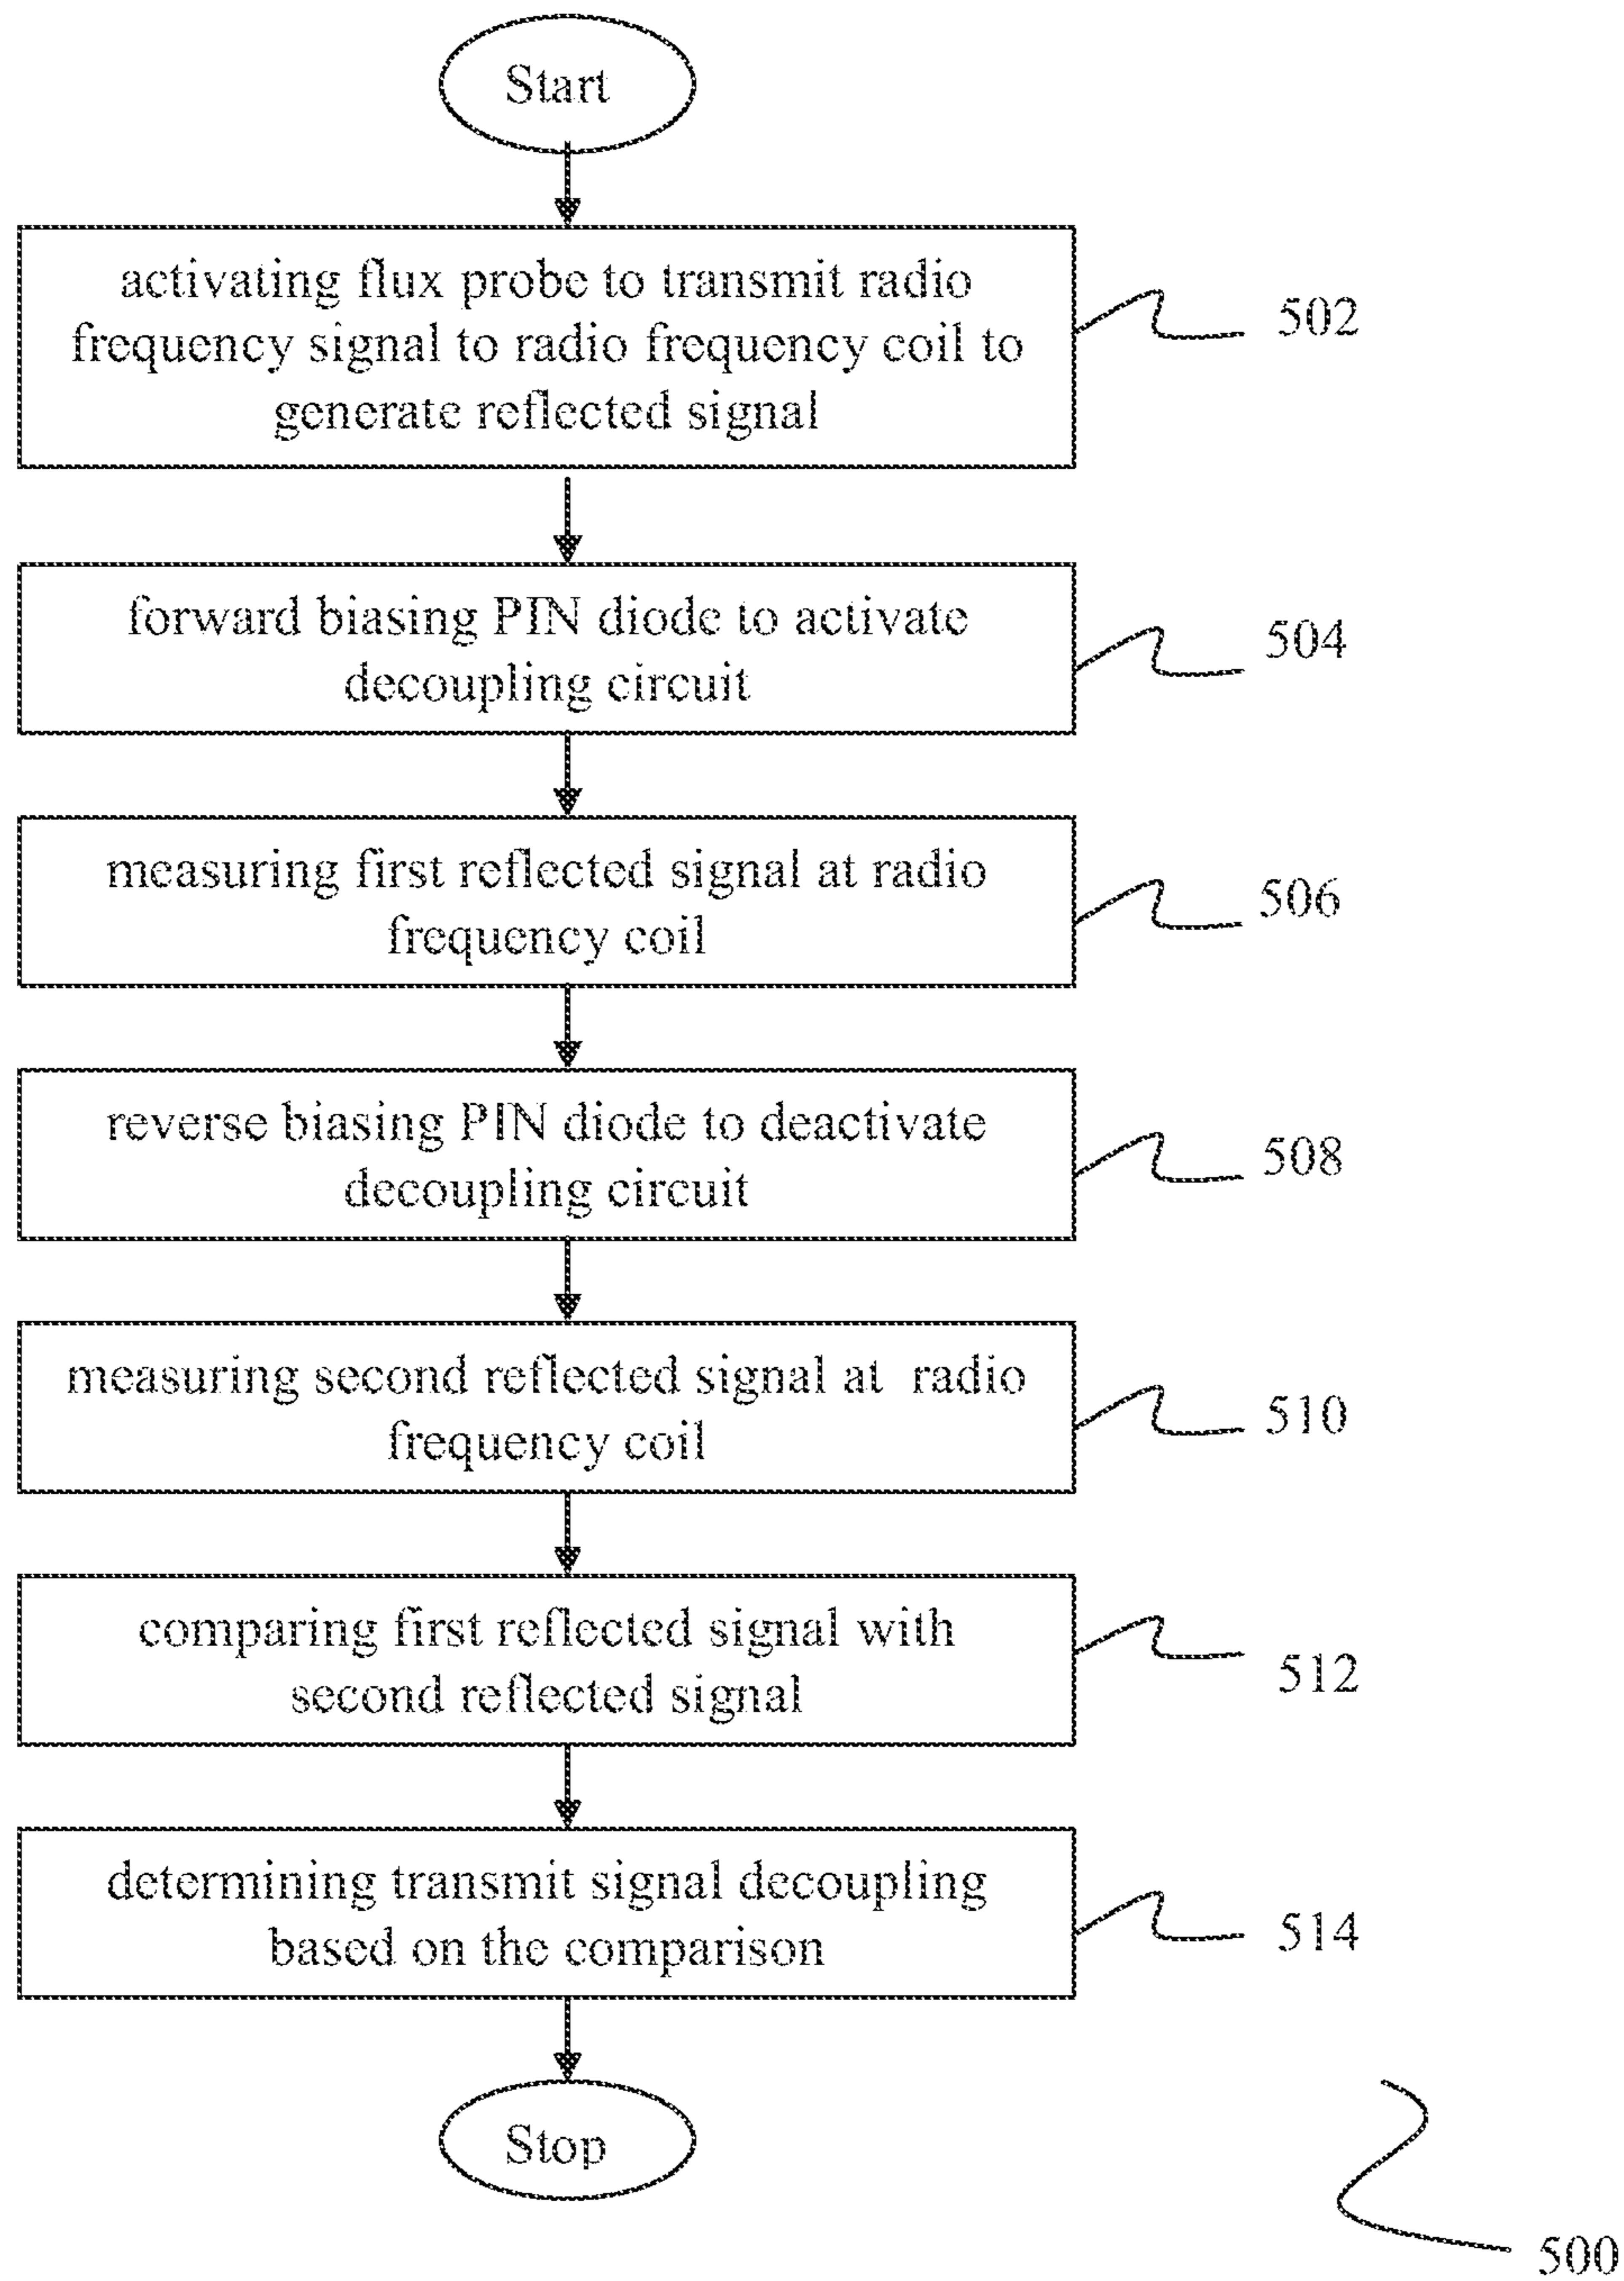 Start
activating flux probe to transmit radio
frequency signal to radio frequency coil to
generate reflected signal
502
forward biasing PIN diode to activate
decoupling circuit
504
measuring first reflected signal at radio
frequency coil
506
reverse biasing PIN diode to deactivate
decoupling circuit
508
measuring second reflected signal at radio
frequency coil
510
comparing first reflected signal with
second reflected signal
512
determining transmit signal decoupling
based on the comparison
514
Stop
500